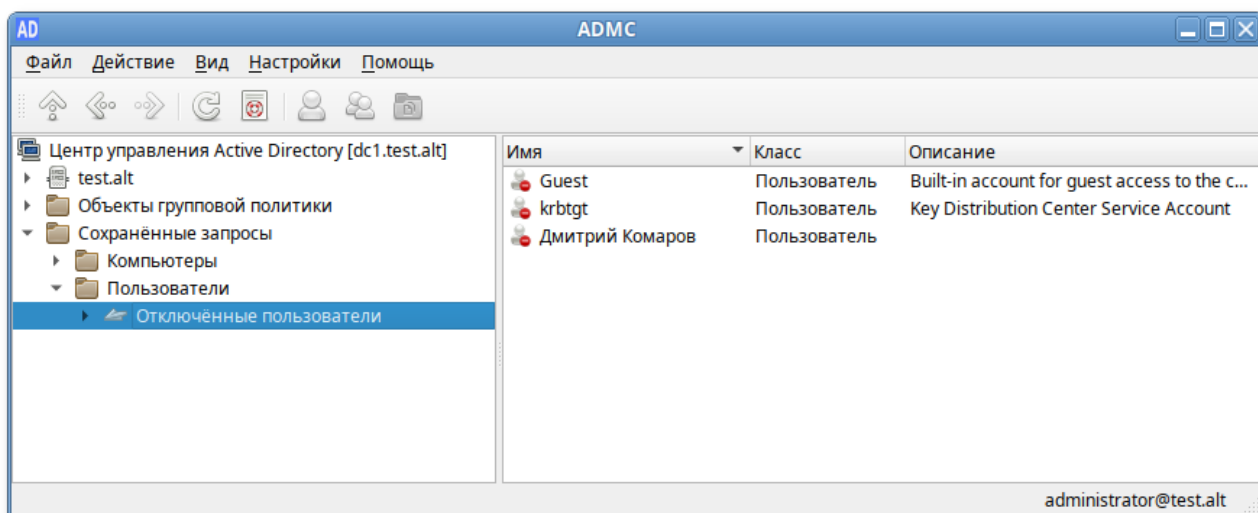 AD ADMC
Файл Действие Вид Настройки Помощь
Центр управления Active Directory [dc1.test.alt]
test.alt
Объекты групповой политики
Сохранённые запросы
Компьютеры
Пользователи
Отключённые пользователи
Имя Класс Описание
Guest Пользователь Built-in account for guest access to the c...
krbtgt Пользователь Key Distribution Center Service Account
Дмитрий Комаров Пользователь
administrator@test.alt